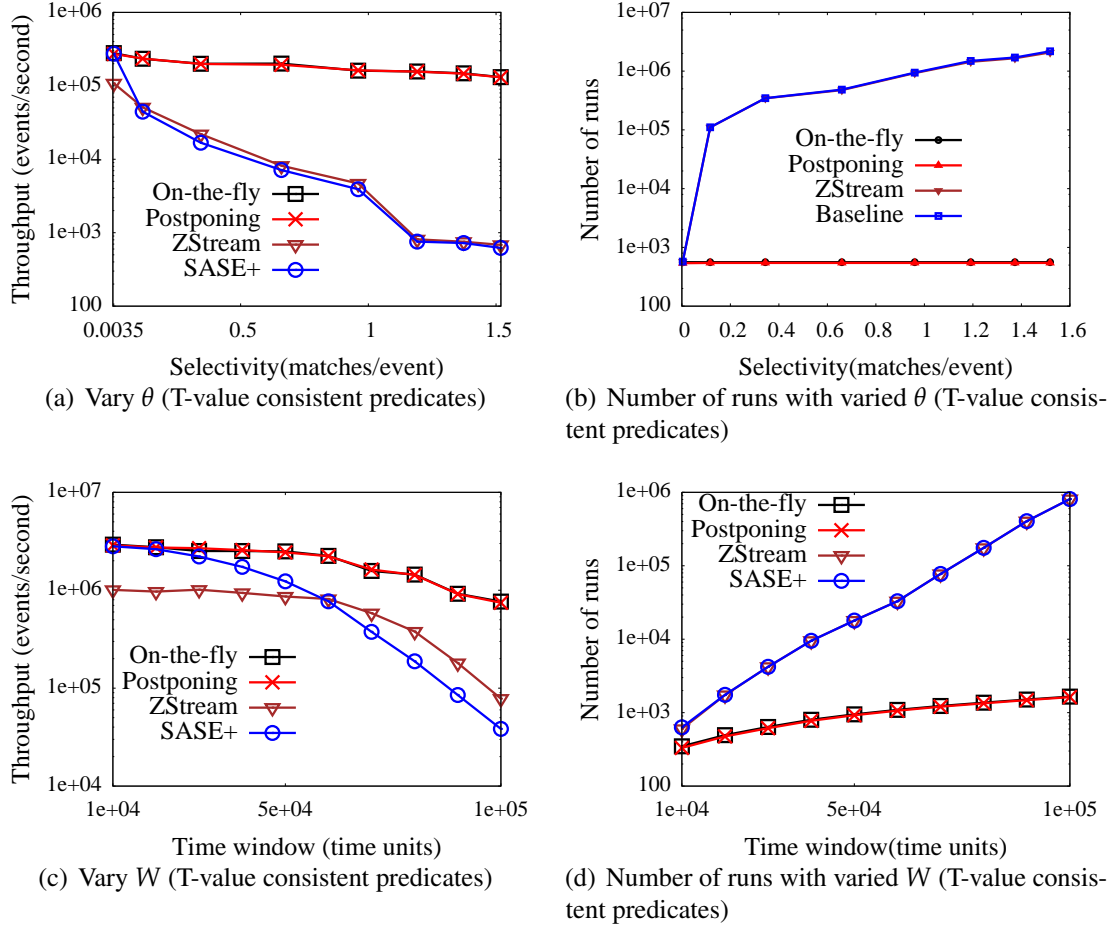 Throughput (events/second)
1e+06
1e+05
1e+04
1e+03
100
On-the-fly
Postponing
ZStream
SASE+
0.0035
0.5
1
1.5
Selectivity(matches/event)
(a) Vary θ (T-value consistent predicates)
Number of runs
1e+07
1e+06
1e+05
1e+04
1e+03
100
On-the-fly
Postponing
ZStream
Baseline
0
0.2
0.4
0.6
0.8
1
1.2
1.4
1.6
Selectivity(matches/event)
(b) Number of runs with varied θ (T-value consis-
tent predicates)
Throughput (events/second)
1e+07
1e+06
1e+05
1e+04
On-the-fly
Postponing
ZStream
SASE+
1e+04
5e+04
1e+05
Time window (time units)
(c) Vary W (T-value consistent predicates)
Number of runs
1e+06
1e+05
1e+04
1e+03
100
On-the-fly
Postponing
ZStream
SASE+
1e+04
5e+04
1e+05
Time window(time units)
(d) Number of runs with varied W (T-value consis-
tent predicates)